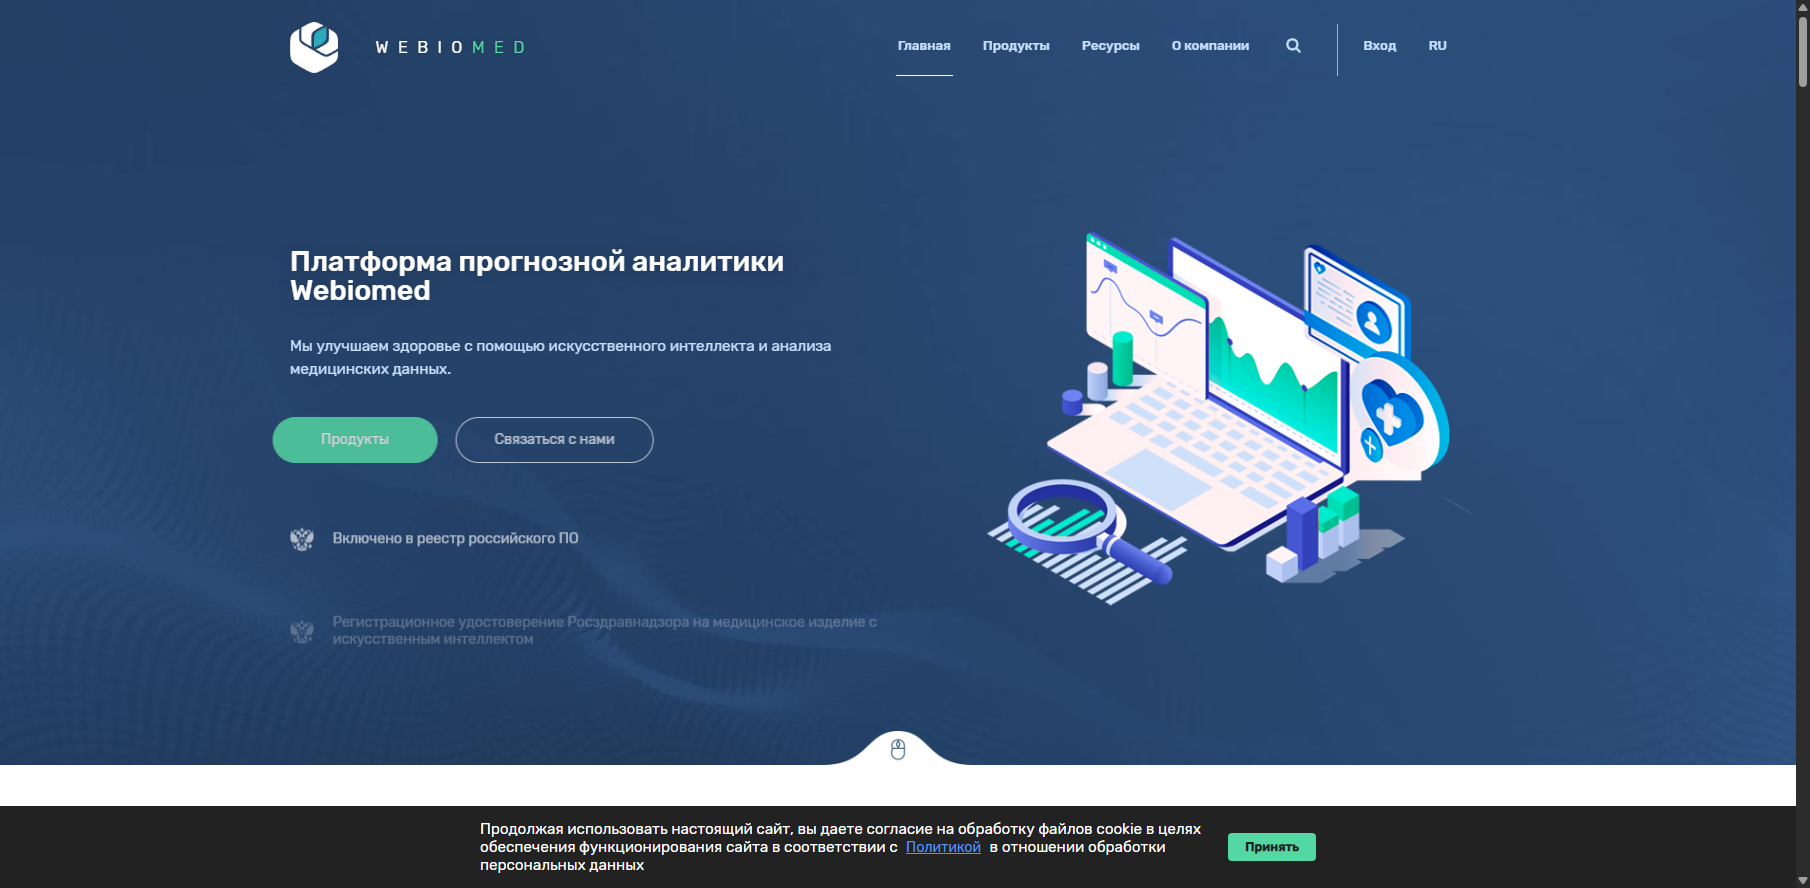 WEBIOMED
Главная Продукты Ресурсы О компании Вход RU
Платформа прогнозной аналитики
Webiomed
Мы улучшаем здоровье с помощью искусственного интеллекта и анализа
медицинских данных.
Продукты Связаться с нами
Включено в реестр российского ПО
Регистрационное удостоверение Росздравнадзора на медицинское изделие с
искусственным интеллектом
Продолжая использовать настоящий сайт, вы даете согласие на обработку файлов cookie в целях
обеспечения функционирования сайта в соответствии с Политикой в отношении обработки
персональных данных
Принять